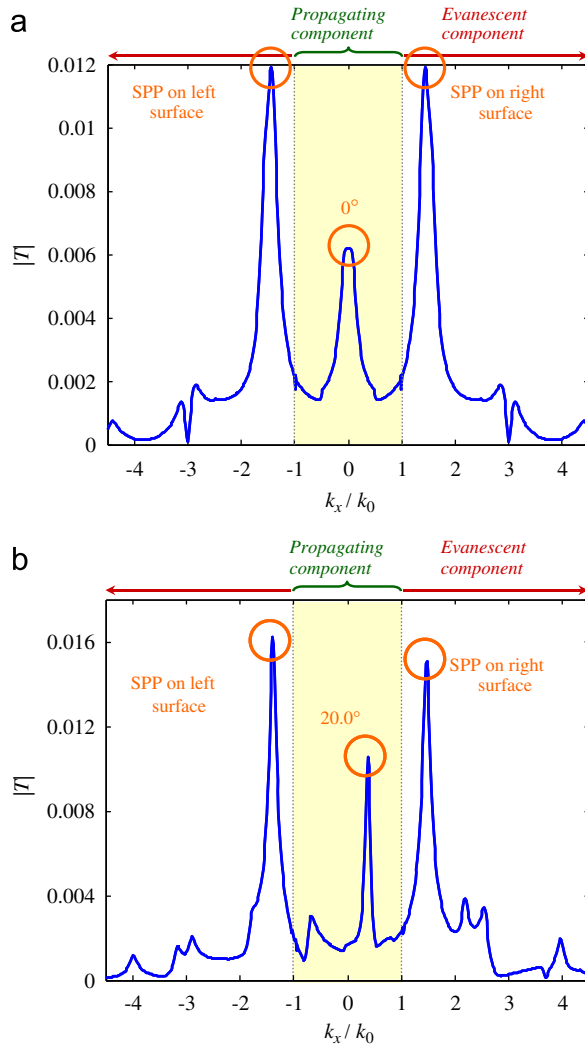 a
Propagating
component
Evanescent
component
0.012
0.01
0.008
0.006
0.004
0.002
0
|T|
SPP on left
surface
SPP on right
surface
0°
-4 -3 -2 -1 0 1 2 3 4
kx / k0
b
Propagating
component
Evanescent
component
0.016
0.012
0.008
0.004
0
|T|
SPP on left
surface
SPP on right
surface
20.0°
-4 -3 -2 -1 0 1 2 3 4
kx / k0